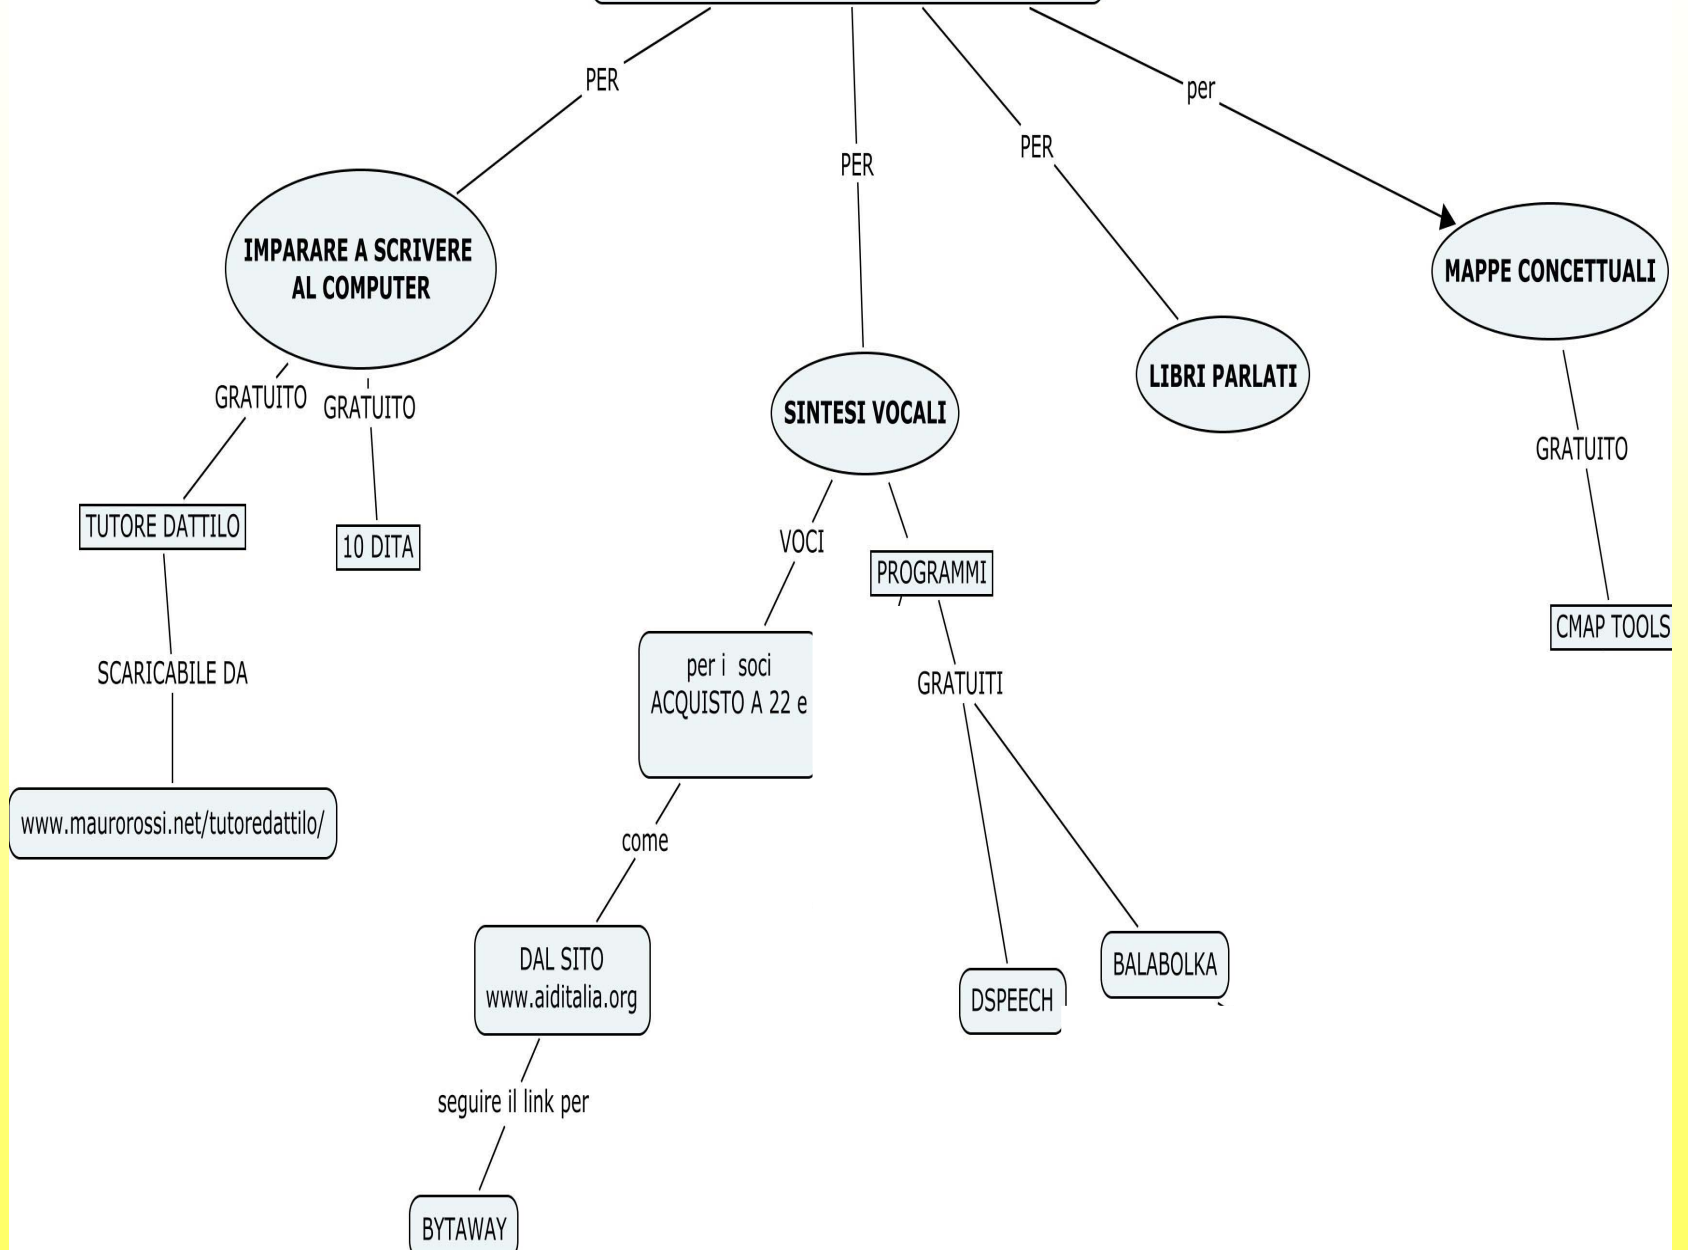 PER
per
PER
PER
IMPARARE A SCRIVERE
AL COMPUTER
MAPPE CONCETTUALI
LIBRI PARLATI
SINTESI VOCALI
GRATUITO
GRATUITO
GRATUITO
TUTORE DATTILO
10 DITA
VOCI
PROGRAMMI
CMAP TOOLS
SCARICABILE DA
per i soci
ACQUISTO A 22 e
GRATUITI
www.maurorossi.net/tutoredattilo/
come
DAL SITO
www.aiditalia.org
BALABOLKA
DSPEECH
seguire il link per
BYTAWAY